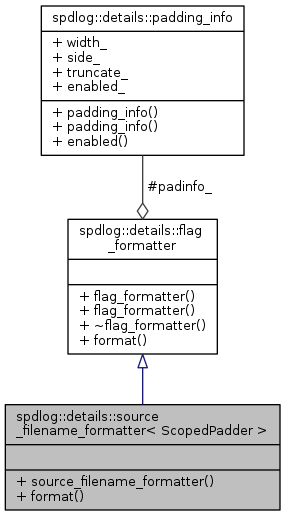 spdlog::details::padding_info
+ width_
+ side_
+ truncate_
+ enabled_
+ padding_info()
+ padding_info()
+ enabled()
#padinfo_
spdlog::details::flag
_formatter
+ flag_formatter()
+ flag_formatter()
+ ~flag_formatter()
+ format()
spdlog::details::source
_filename_formatter< ScopedPadder >
+ source_filename_formatter()
+ format()